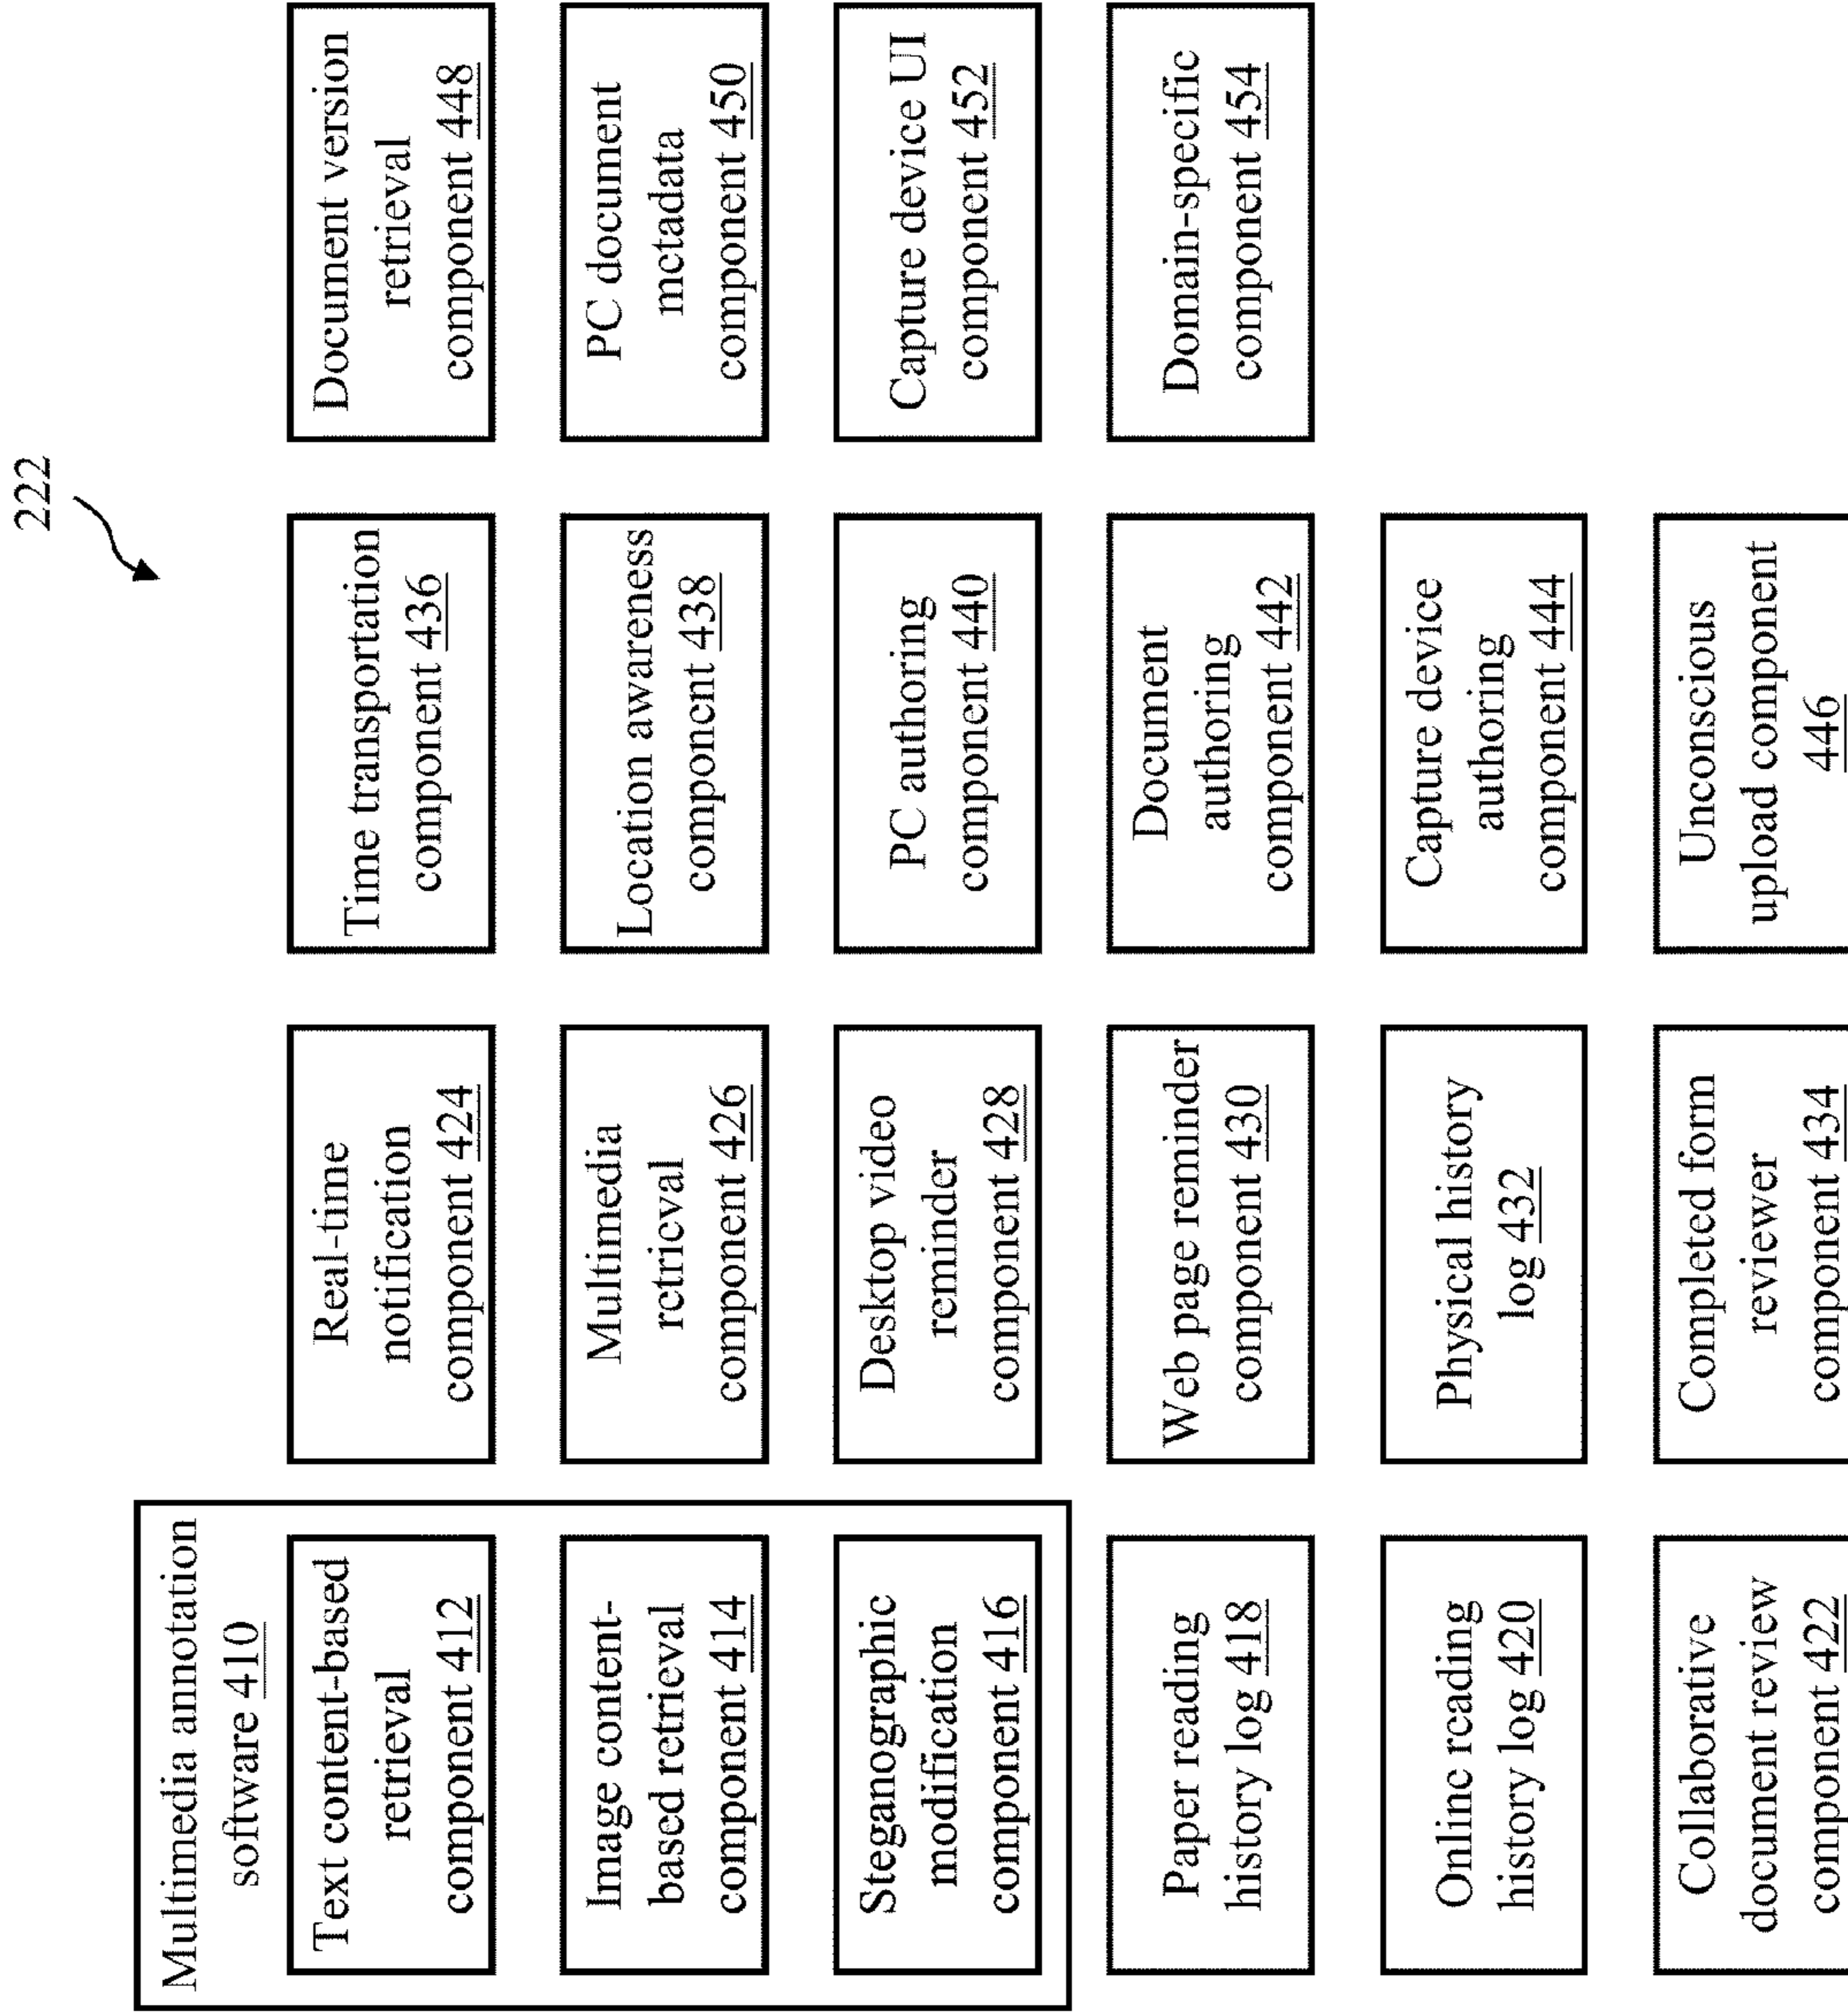 222
Multimedia annotation
software 410
Text content-based
retrieval
component 412
Image content-
based retrieval
component 414
Steganographic
modification
component 416
Paper reading
history log 418
Online reading
history log 420
Collaborative
document review
component 422
Real-time
notification
component 424
Multimedia
retrieval
component 426
Desktop video
reminder
component 428
Web page reminder
component 430
Physical history
log 432
Completed form
reviewer
component 434
Time transportation
component 436
Location awareness
component 438
PC authoring
component 440
Document
authoring
component 442
Capture device
authoring
component 444
Unconscious
upload component
446
Document version
retrieval
component 448
PC document
metadata
component 450
Capture device UI
component 452
Domain-specific
component 454